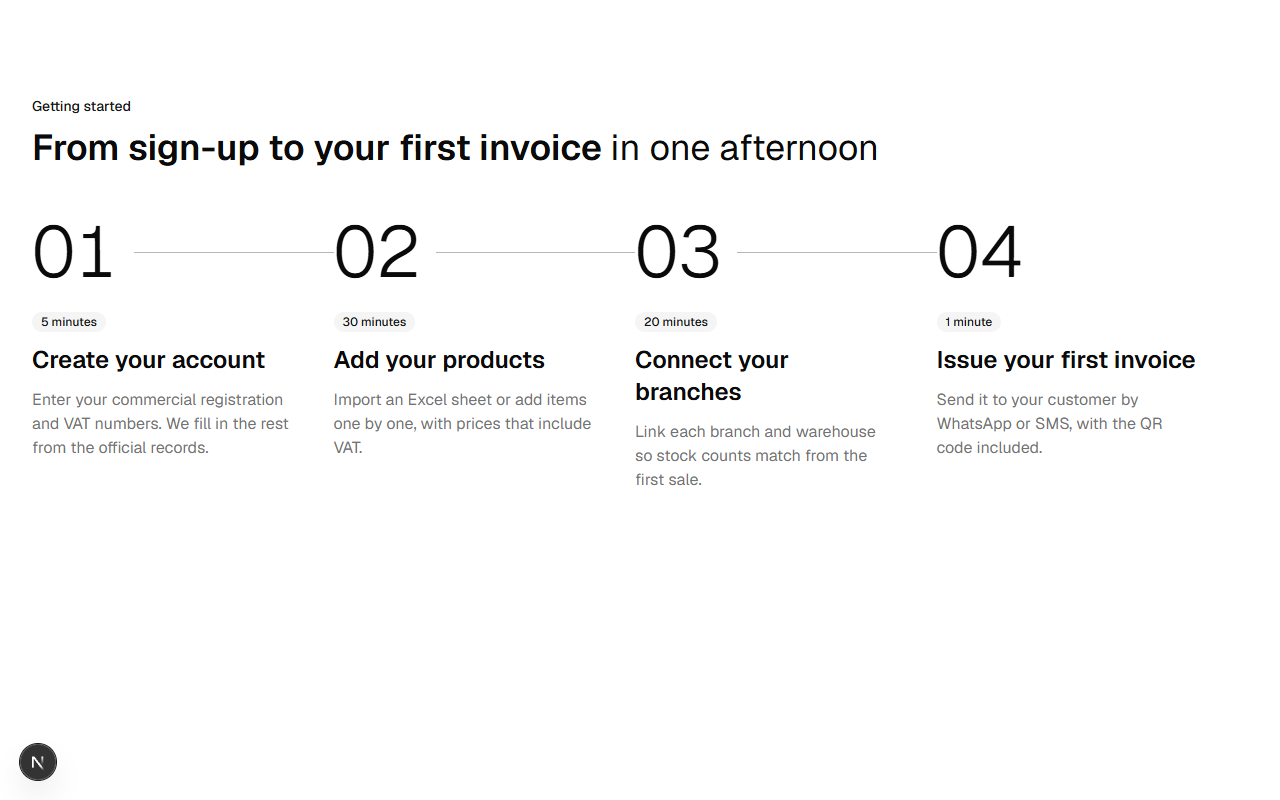 Getting started
From sign-up to your first invoice in one afternoon
01
02
03
04
5 minutes
Create your account
Enter your commercial registration
and VAT numbers. We fill in the rest
from the official records.
30 minutes
Add your products
Import an Excel sheet or add items
one by one, with prices that include
VAT.
20 minutes
Connect your
branches
Link each branch and warehouse
so stock counts match from the
first sale.
1 minute
Issue your first invoice
Send it to your customer by
WhatsApp or SMS, with the QR
code included.
N